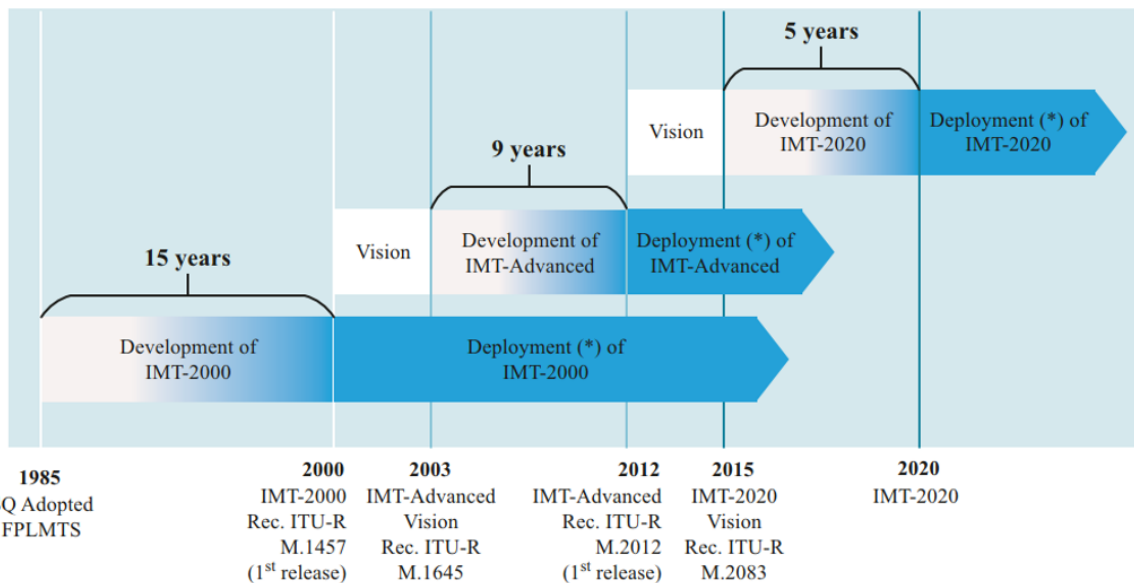 5 years
Vision
Development of
IMT-2020
Deployment (*) of
IMT-2020
9 years
Vision
Development of
IMT-Advanced
Deployment (*) of
IMT-Advanced
15 years
Development of
IMT-2000
Deployment (*) of
IMT-2000
1985
Q Adopted
FPLMTS
2000
IMT-2000
Rec. ITU-R
M.1457
(1st release)
2003
IMT-Advanced
Vision
Rec. ITU-R
M.1645
2012
IMT-Advanced
Rec. ITU-R
M.2012
(1st release)
2015
IMT-2020
Vision
Rec. ITU-R
M.2083
2020
IMT-2020